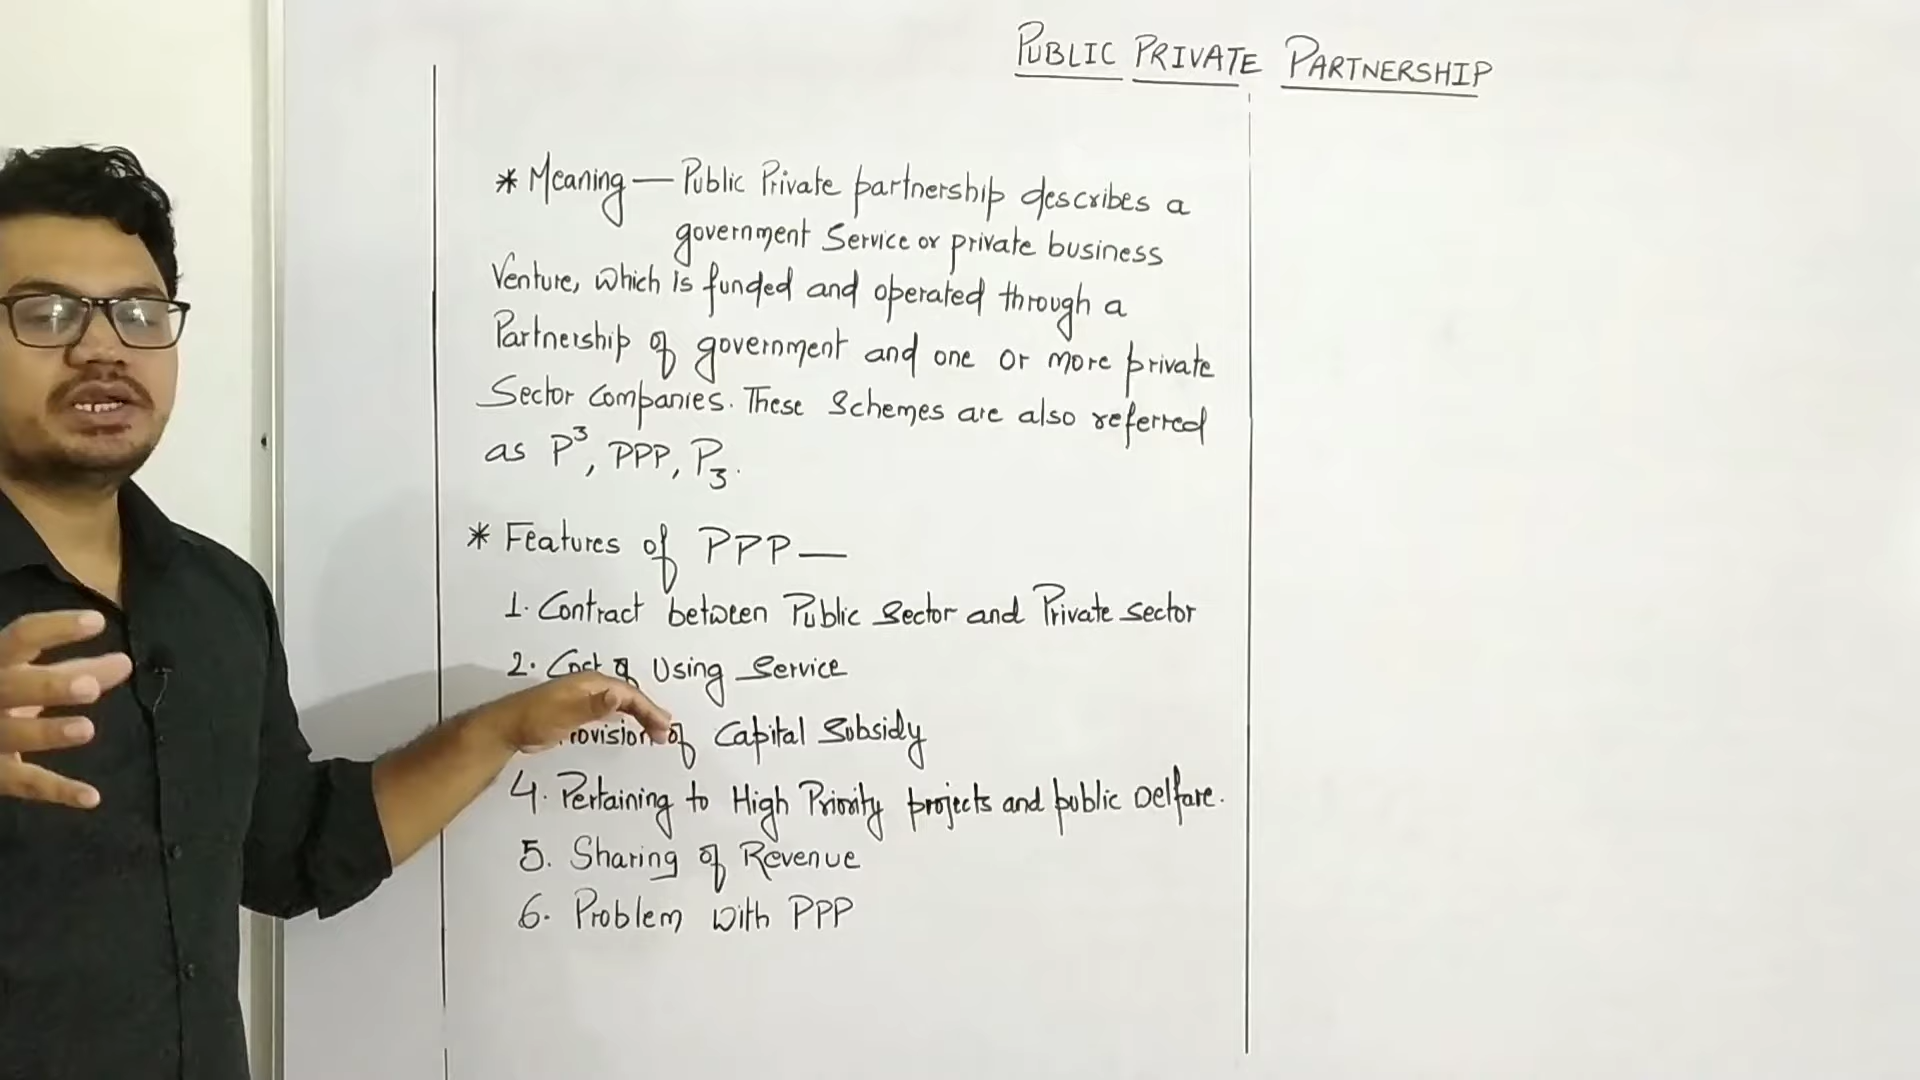 PUBLIC PRIVATE PARTNERSHIP
* Meaning — Public Private partnership describes a
government Service or private business
Venture, which is funded and operated through a
Partnership of government and one or more private
Sector Companies. These Schemes are also referred
as P³, PPP, P₃.
* Features of PPP —
1. Contract between Public Sector and Private sector
2. Cost of Using Service
of Capital Subsidy
4. Pertaining to High Priority projects and public Welfare.
5. Sharing of Revenue
6. Problem with PPP